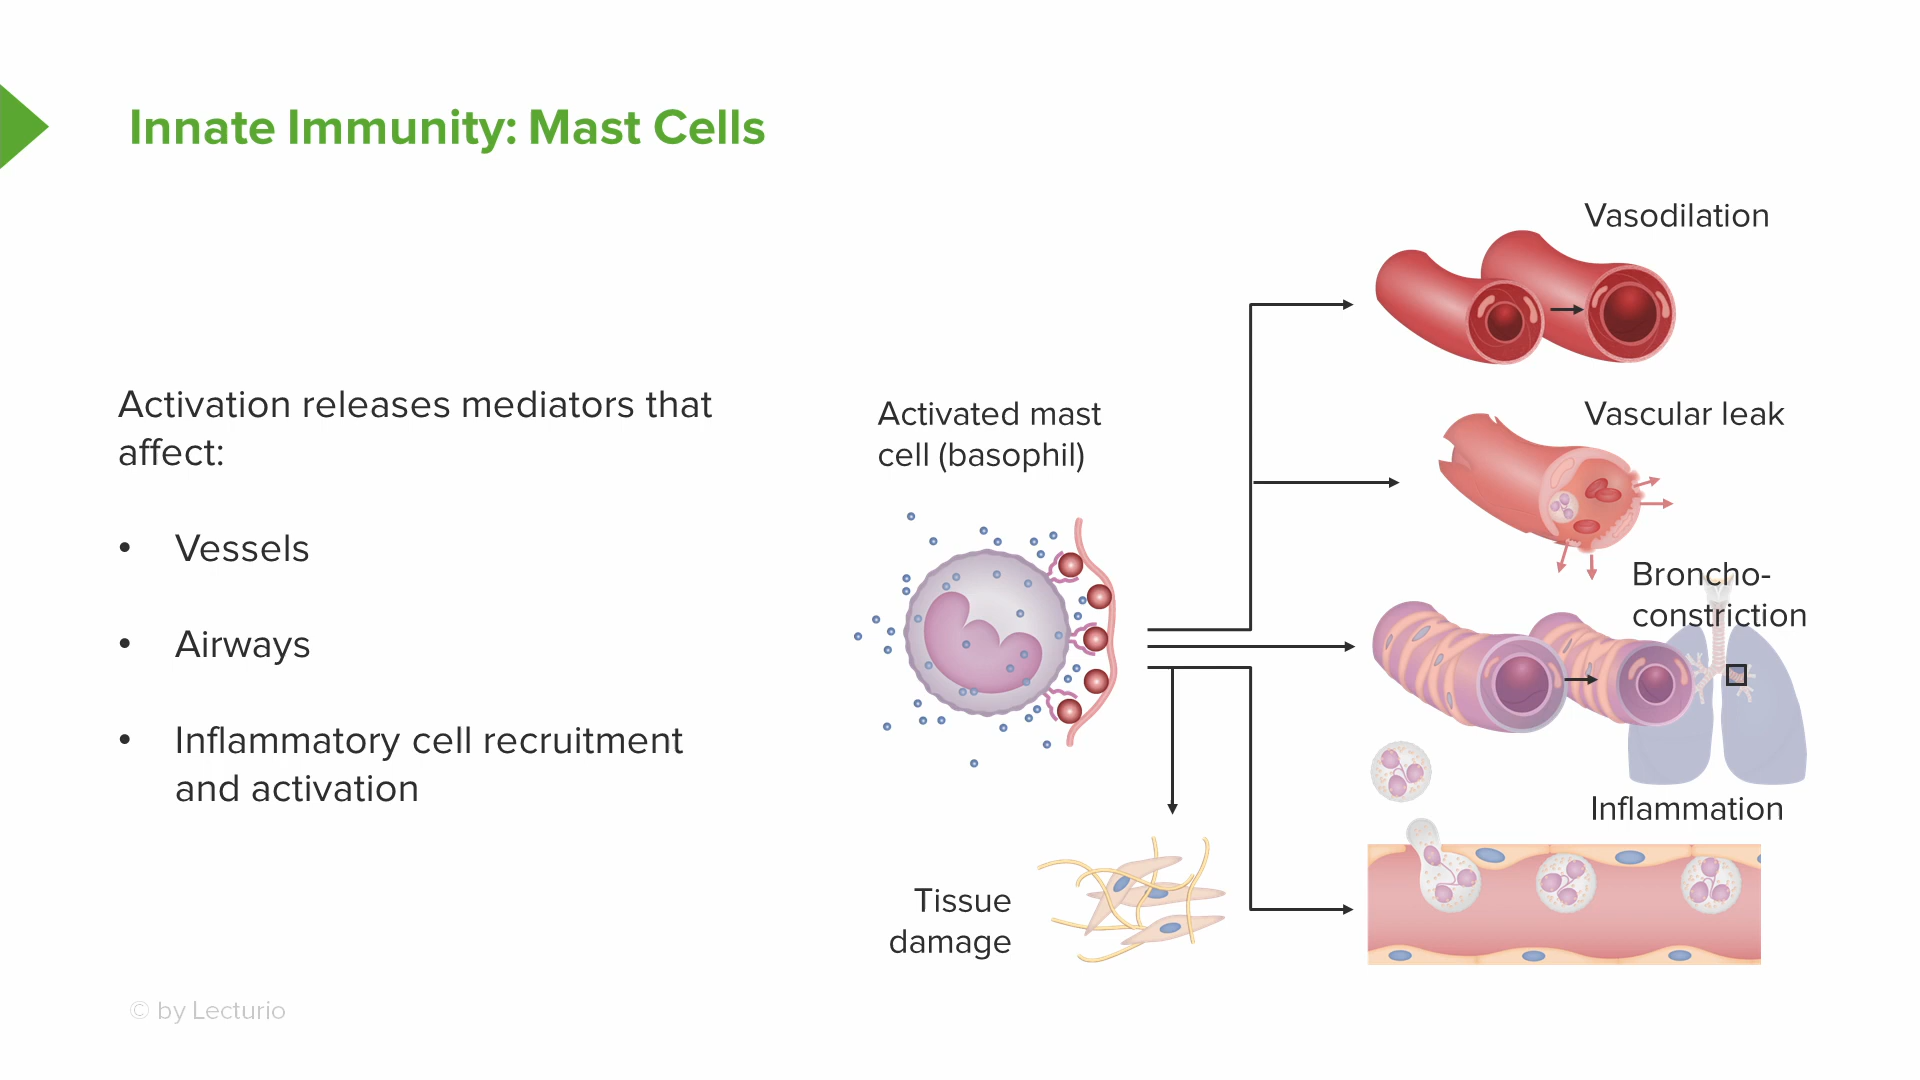 Innate Immunity: Mast Cells
Activation releases mediators that
affect:
• Vessels
• Airways
• Inflammatory cell recruitment
and activation
Activated mast
cell (basophil)
Vasodilation
Vascular leak
Broncho-
constriction
Inflammation
Tissue
damage
© by Lecturio